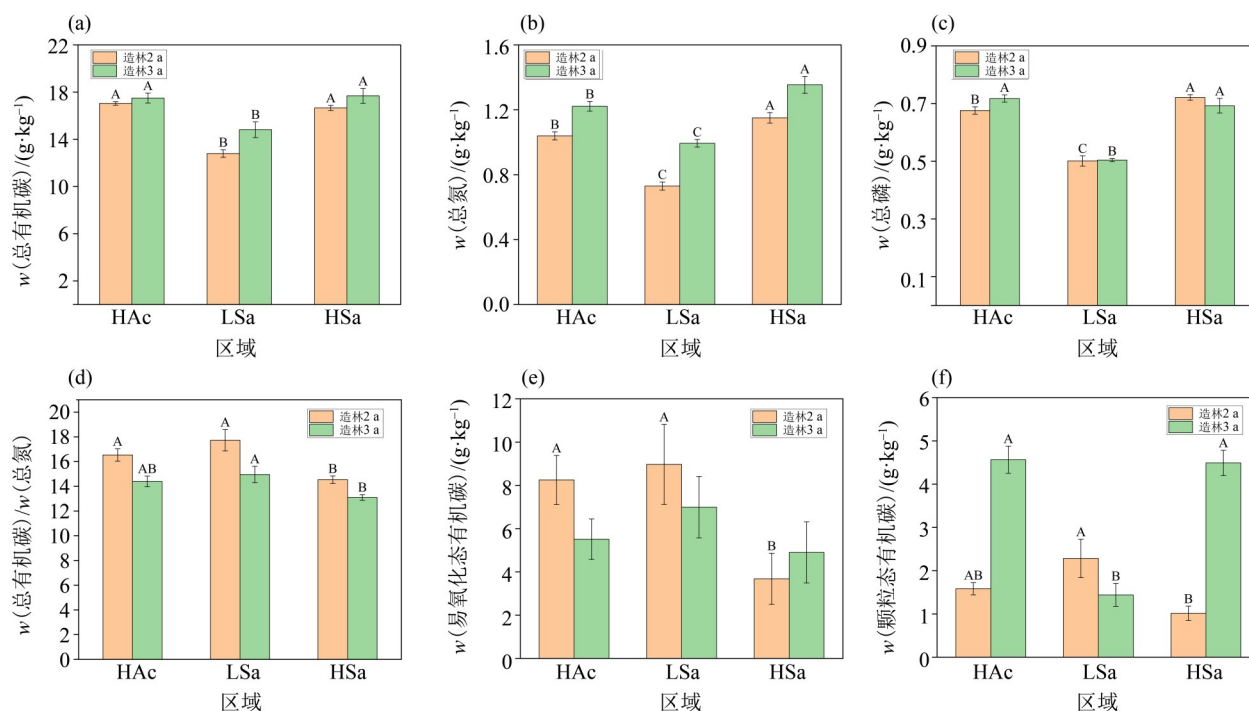 (a)
造林2 a
造林3 a
22
18
14
10
6
2
w(总有机碳)/(g·kg⁻¹)
A A B B A A
HAc LSa HSa
区域
(b)
造林2 a
造林3 a
1.6
1.2
0.8
0.4
0.0
w(总氮)/(g·kg⁻¹)
B B C C A A
HAc LSa HSa
区域
(c)
造林2 a
造林3 a
0.9
0.7
0.5
0.3
0.1
w(总磷)/(g·kg⁻¹)
B A C B A A
HAc LSa HSa
区域
(d)
造林2 a
造林3 a
20
18
16
14
12
10
8
6
4
2
0
w(总有机碳)/w(总氮)
A AB A A B B
HAc LSa HSa
区域
(e)
造林2 a
造林3 a
12
10
8
6
4
2
0
w(易氧化态有机碳)/(g·kg⁻¹)
A A B
HAc LSa HSa
区域
(f)
造林2 a
造林3 a
6
5
4
3
2
1
0
w(颗粒态有机碳)/(g·kg⁻¹)
AB A A B B A
HAc LSa HSa
区域